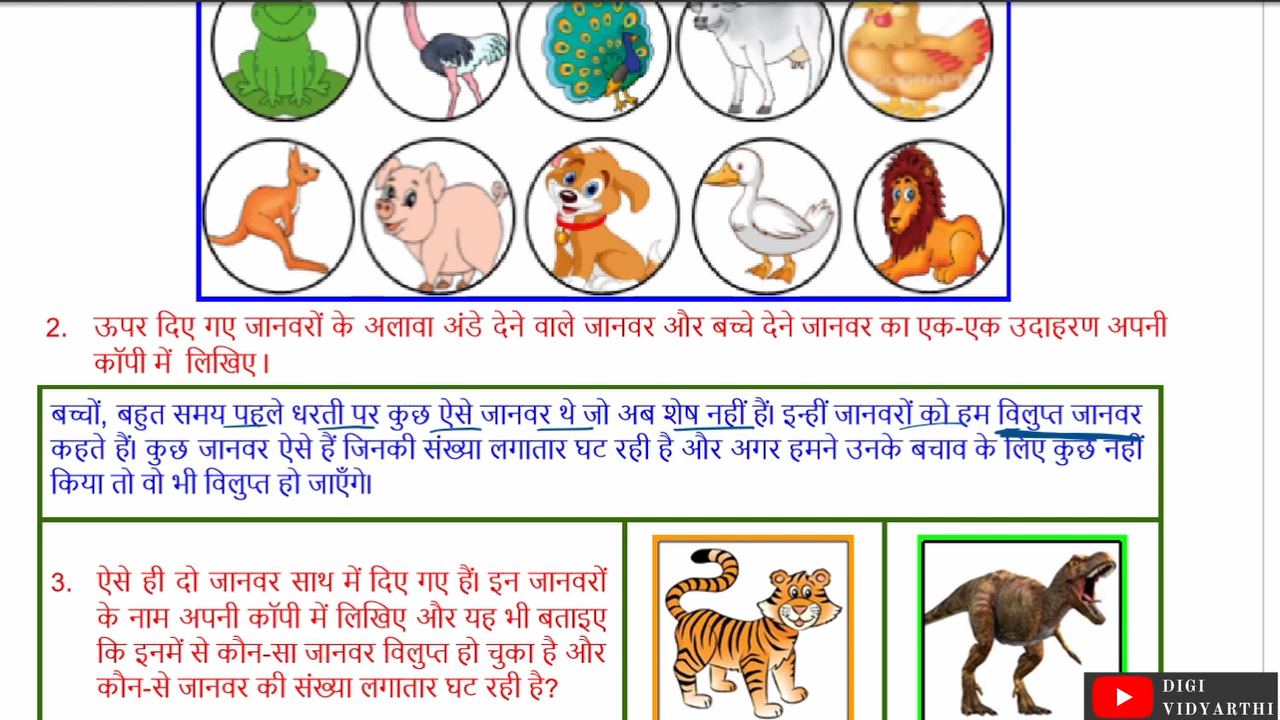 2. ऊपर दिए गए जानवरों के अलावा अंडे देने वाले जानवर और बच्चे देने जानवर का एक-एक उदाहरण अपनी
कॉपी में लिखिए।
बच्चों, बहुत समय पहले धरती पर कुछ ऐसे जानवर थे जो अब शेष नहीं हैं। इन्हीं जानवरों को हम विलुप्त जानवर
कहते हैं। कुछ जानवर ऐसे हैं जिनकी संख्या लगातार घट रही है और अगर हमने उनके बचाव के लिए कुछ नहीं
किया तो वो भी विलुप्त हो जाएँगे।
3. ऐसे ही दो जानवर साथ में दिए गए हैं। इन जानवरों
के नाम अपनी कॉपी में लिखिए और यह भी बताइए
कि इनमें से कौन-सा जानवर विलुप्त हो चुका है और
कौन-से जानवर की संख्या लगातार घट रही है?
DIGI
VIDYARTHI